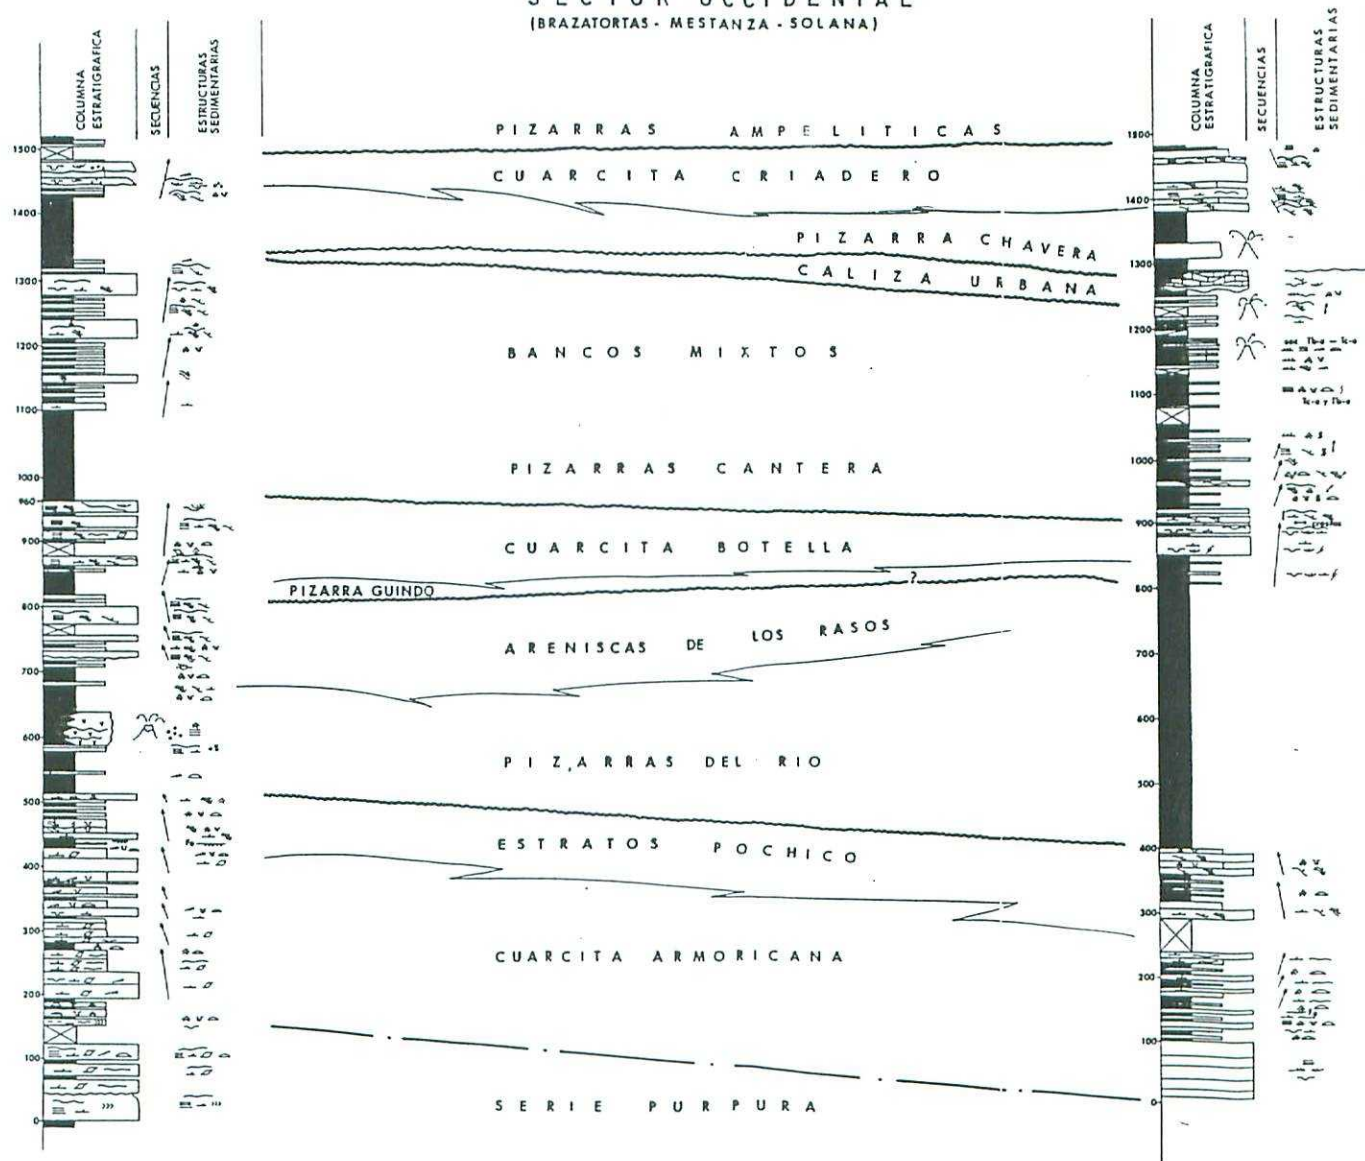 SECTOR OCCIDENTAL
(BRAZATORTAS - MESTANZA - SOLANA)
COLUMNA
ESTRATIGRAFICA
SECUENCIAS
ESTRUCTURAS
SEDIMENTARIAS
1500
1400
1300
1200
1100
1000
960
900
800
700
600
500
400
300
200
100
0
PIZARRAS AMPELITICAS
CUARCITA CRIADERO
PIZARRA CHAVERA
CALIZA URBANA
BANCOS MIXTOS
PIZARRAS CANTERA
CUARCITA BOTELLA
?
PIZARRA GUINDO
ARENISCAS DE LOS RASOS
PIZ,ARRAS DEL RIO
ESTRATOS POCHICO
CUARCITA ARMORICANA
SERIE PURPURA
COLUMNA
ESTRATIGRAFICA
SECUENCIAS
ESTRUCTURAS
SEDIMENTARIAS
1500
1400
1300
1200
1100
1000
900
800
700
600
500
400
300
200
100
0